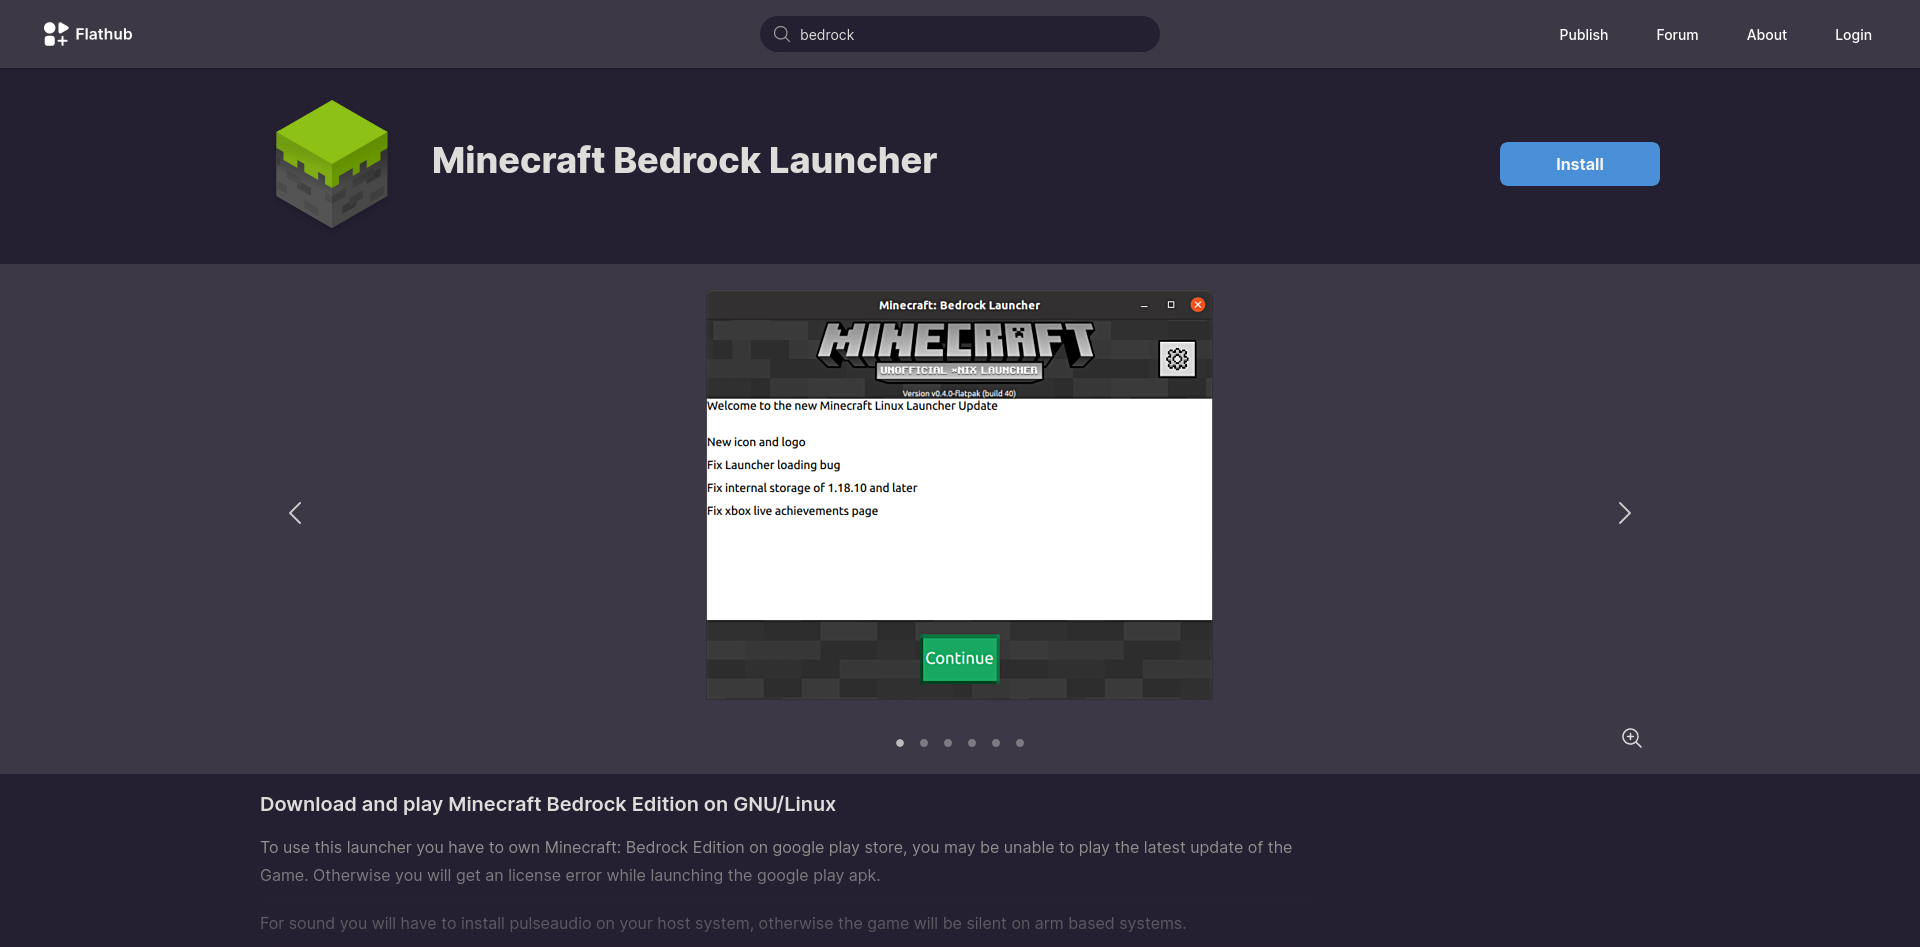 Flathub
bedrock
Publish
Forum
About
Login
Minecraft Bedrock Launcher
Install
Minecraft: Bedrock Launcher
MINECRAFT
UNOFFICIAL *NIX LAUNCHER
Version v0.4.0-flatpak (build 40)
Welcome to the new Minecraft Linux Launcher Update
New icon and logo
Fix Launcher loading bug
Fix internal storage of 1.18.10 and later
Fix xbox live achievements page
Continue
Download and play Minecraft Bedrock Edition on GNU/Linux
To use this launcher you have to own Minecraft: Bedrock Edition on google play store, you may be unable to play the latest update of the
Game. Otherwise you will get an license error while launching the google play apk.
For sound you will have to install pulseaudio on your host system, otherwise the game will be silent on arm based systems.